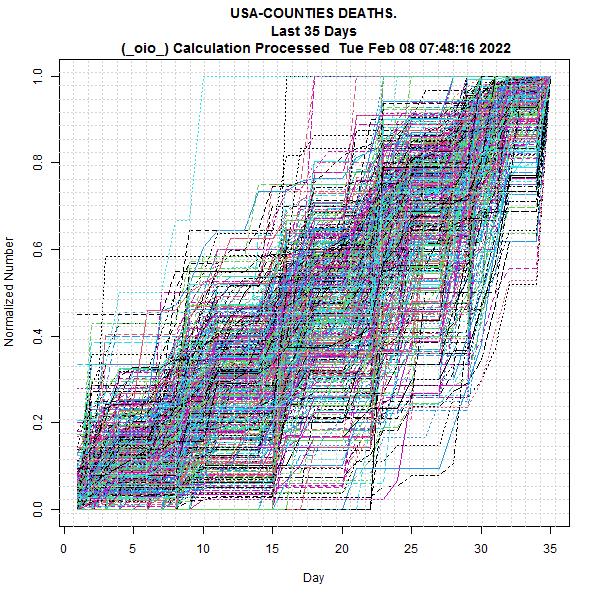 USA-COUNTIES DEATHS.
Last 35 Days
(_oio_) Calculation Processed  Tue Feb 08 07:48:16 2022
Normalized Number
1.0
0.8
0.6
0.4
0.2
0.0
0 5 10 15 20 25 30 35
Day